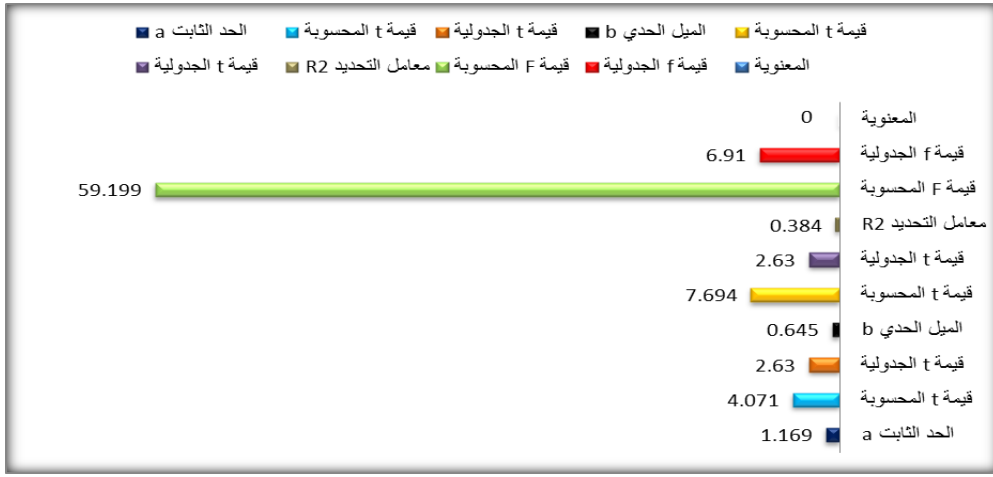 الحد الثابت a قيمة t المحسوبة قيمة t الجدولية الميل الحدي b قيمة t المحسوبة
قيمة t الجدولية معامل التحديد R2 قيمة F المحسوبة قيمة f الجدولية المعنوية
المعنوية 0
قيمة f الجدولية 6.91
قيمة F المحسوبة 59.199
معامل التحديد R2 0.384
قيمة t الجدولية 2.63
قيمة t المحسوبة 7.694
الميل الحدي b 0.645
قيمة t الجدولية 2.63
قيمة t المحسوبة 4.071
الحد الثابت a 1.169